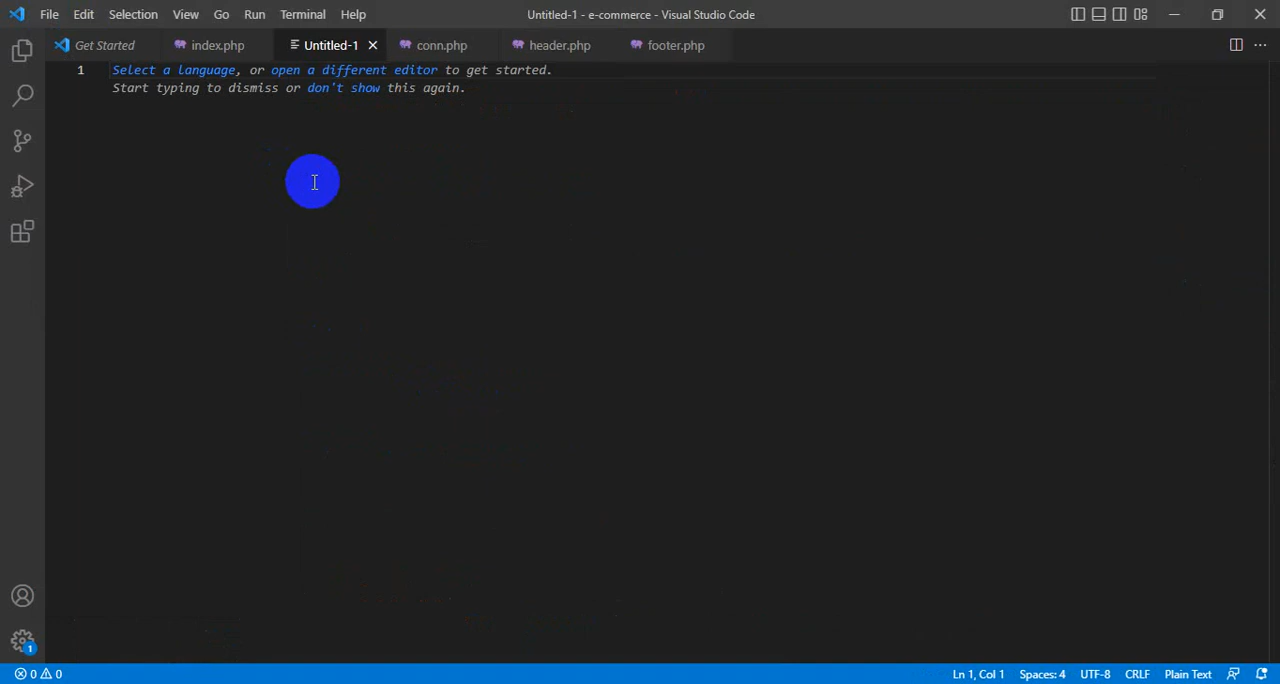 File Edit Selection View Go Run Terminal Help
Untitled-1 - e-commerce - Visual Studio Code
Get Started
index.php
Untitled-1
conn.php
header.php
footer.php
1
Select a language, or open a different editor to get started.
Start typing to dismiss or don't show this again.
1
0 0
Ln 1, Col 1
Spaces: 4
UTF-8
CRLF
Plain Text